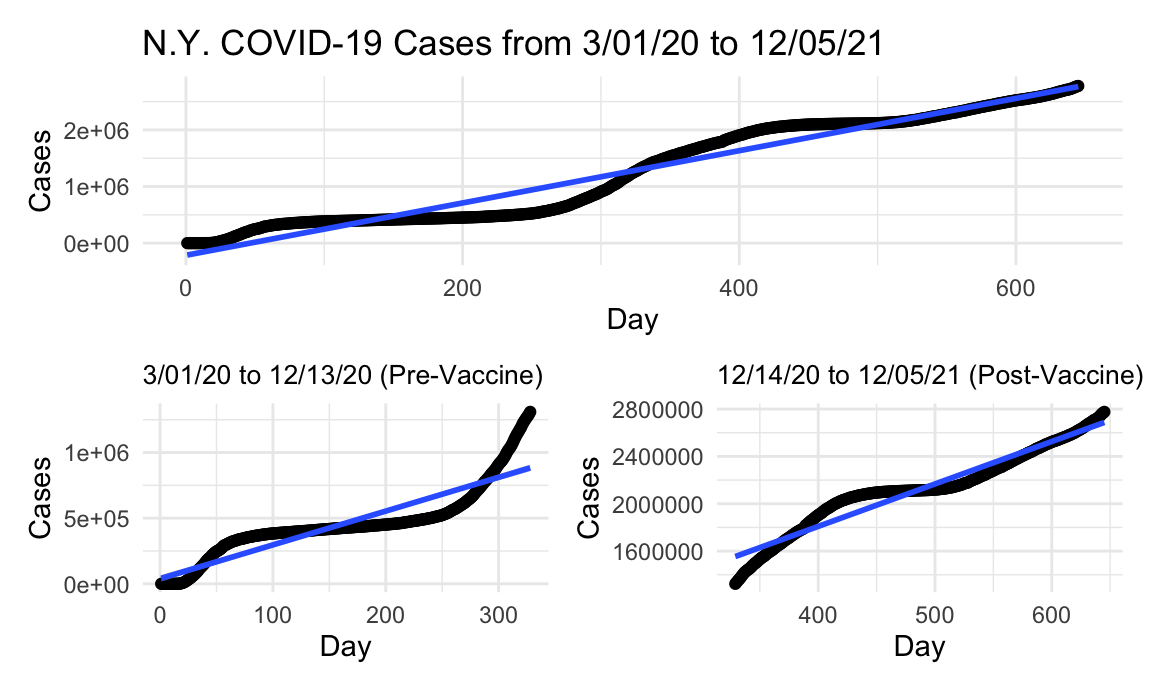 N.Y. COVID-19 Cases from 3/01/20 to 12/05/21
Cases
2e+06
1e+06
0e+00
0 200 400 600
Day
3/01/20 to 12/13/20 (Pre-Vaccine)
Cases
1e+06
5e+05
0e+00
0 100 200 300
Day
12/14/20 to 12/05/21 (Post-Vaccine)
Cases
2800000
2400000
2000000
1600000
400 500 600
Day